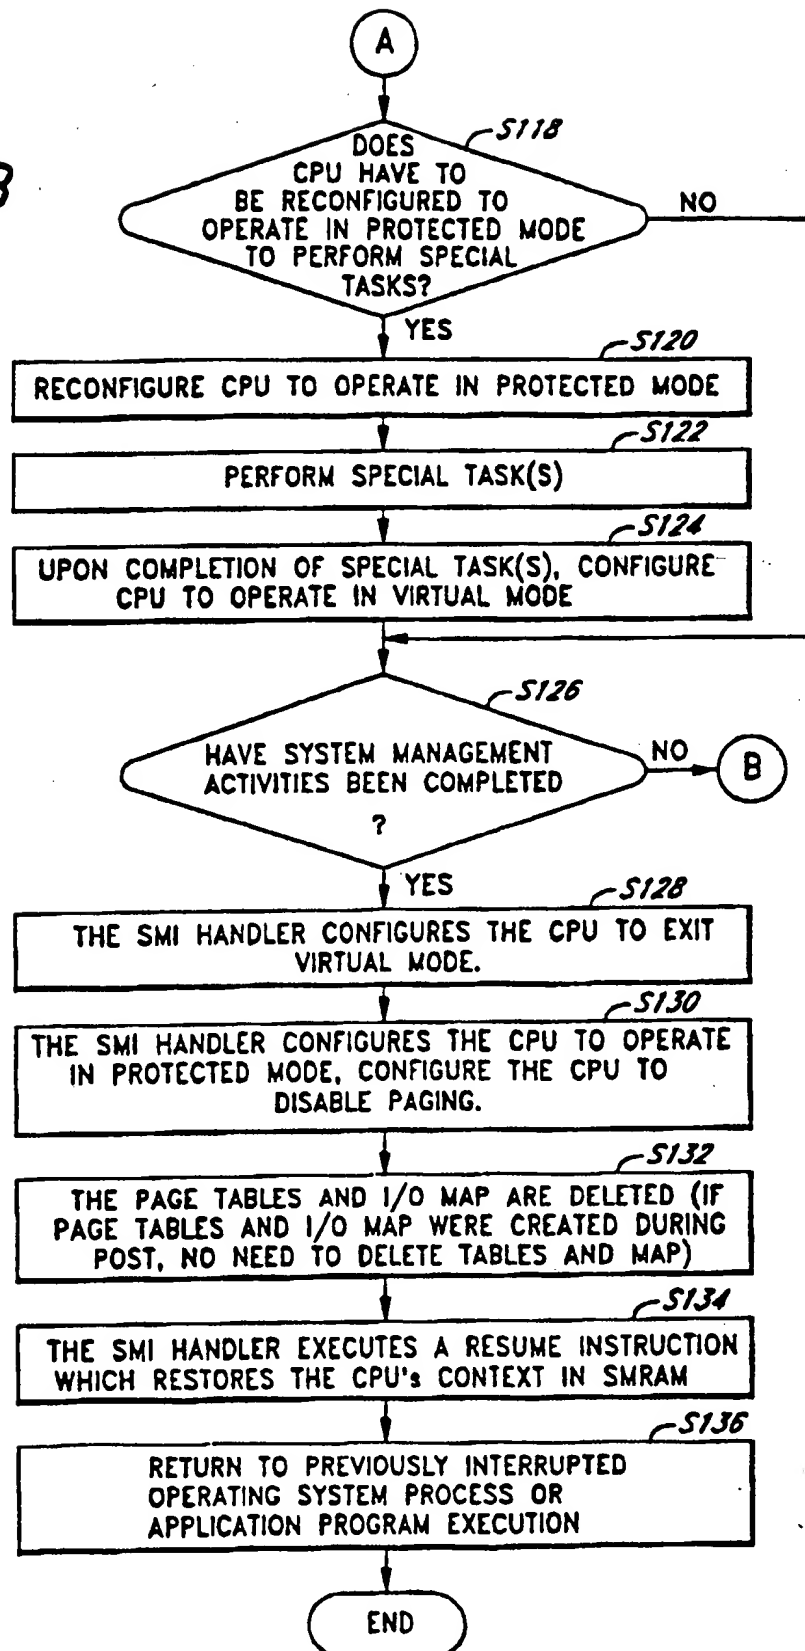 A
S118
DOES
CPU HAVE TO
BE RECONFIGURED TO
OPERATE IN PROTECTED MODE
TO PERFORM SPECIAL
TASKS?
NO
B
YES
S120
RECONFIGURE CPU TO OPERATE IN PROTECTED MODE
S122
PERFORM SPECIAL TASK(S)
S124
UPON COMPLETION OF SPECIAL TASK(S), CONFIGURE
CPU TO OPERATE IN VIRTUAL MODE
S126
HAVE SYSTEM MANAGEMENT
ACTIVITIES BEEN COMPLETED
?
NO
B
YES
S128
THE SMI HANDLER CONFIGURES THE CPU TO EXIT
VIRTUAL MODE.
S130
THE SMI HANDLER CONFIGURES THE CPU TO OPERATE
IN PROTECTED MODE, CONFIGURE THE CPU TO
DISABLE PAGING.
S132
THE PAGE TABLES AND I/O MAP ARE DELETED (IF
PAGE TABLES AND I/O MAP WERE CREATED DURING
POST, NO NEED TO DELETE TABLES AND MAP)
S134
THE SMI HANDLER EXECUTES A RESUME INSTRUCTION
WHICH RESTORES THE CPU's CONTEXT IN SMRAM
S136
RETURN TO PREVIOUSLY INTERRUPTED
OPERATING SYSTEM PROCESS OR
APPLICATION PROGRAM EXECUTION
END